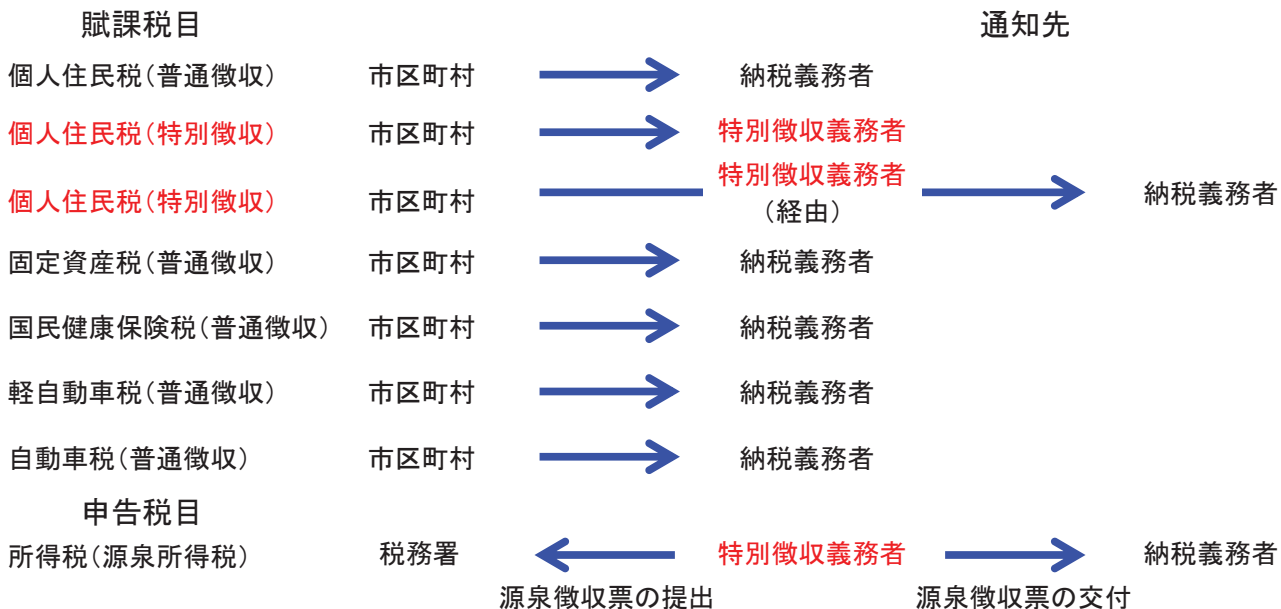 賦課税目 通知先
個人住民税(普通徴収) 市区町村 納税義務者
個人住民税(特別徴収) 市区町村 特別徴収義務者
個人住民税(特別徴収) 市区町村 特別徴収義務者(経由) 納税義務者
固定資産税(普通徴収) 市区町村 納税義務者
国民健康保険税(普通徴収) 市区町村 納税義務者
軽自動車税(普通徴収) 市区町村 納税義務者
自動車税(普通徴収) 市区町村 納税義務者
申告税目
所得税(源泉所得税) 税務署 特別徴収義務者 納税義務者
源泉徴収票の提出 源泉徴収票の交付